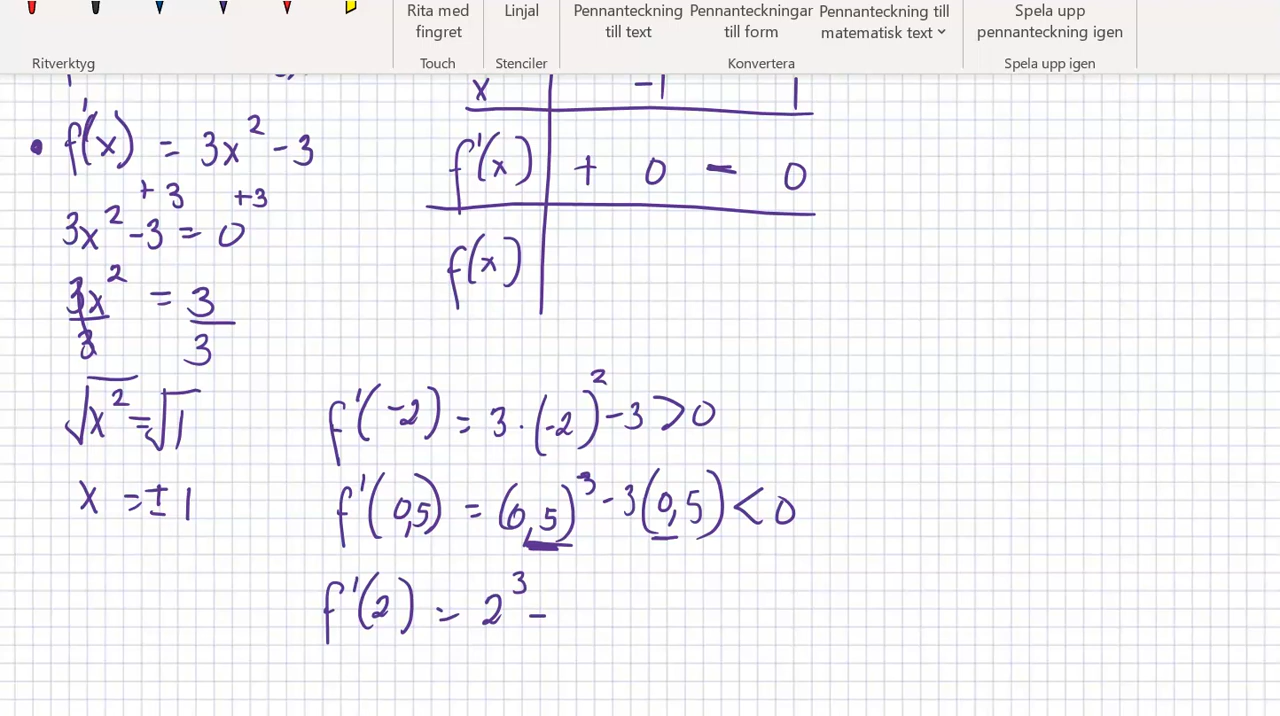 Rita med fingret
Linjal
Pennanteckning till text
Pennanteckningar till form
Pennanteckning till matematisk text
Spela upp pennanteckning igen
Ritverktyg
Touch
Stenciler
Konvertera
Spela upp igen
x | -1 1
f'(x) | + 0 - 0
f(x) |
• f'(x) = 3x² - 3
+3 +3
3x² - 3 = 0
3x² = 3
3 3
√x² = √1
x = ± 1
f'(-2) = 3 · (-2)² - 3 > 0
f'(0,5) = (0,5)³ - 3(0,5) < 0
f'(2) = 2³ -